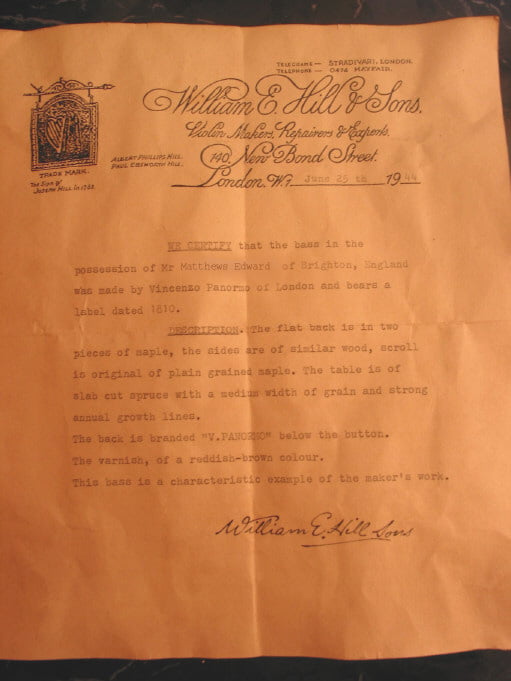 TELEGRAMS — STRADIVARI, LONDON.
TELEPHONE — 0474 MAYFAIR.
William E. Hill & Sons.
Violin Makers, Repairers & Experts.
ALBERT PHILLIPS HILL.
PAUL EBSWORTH HILL.
140, New Bond Street.
London, W.1. June 25 th 1944
TRADE MARK.
The Sign of
JOSEPH HILL IN 1762.
WE CERTIFY that the bass in the
possession of Mr Matthews Edward of Brighton, England
was made by Vincenzo Panormo of London and bears a
label dated 1810.
DESCRIPTION. The flat back is in two
pieces of maple, the sides are of similar wood, scroll
is original of plain grained maple. The table is of
slab cut spruce with a medium width of grain and strong
annual growth lines.
The back is branded "V.PANORMO" below the button.
The varnish, of a reddish-brown colour.
This bass is a characteristic example of the maker's work.
William E. Hill Sons